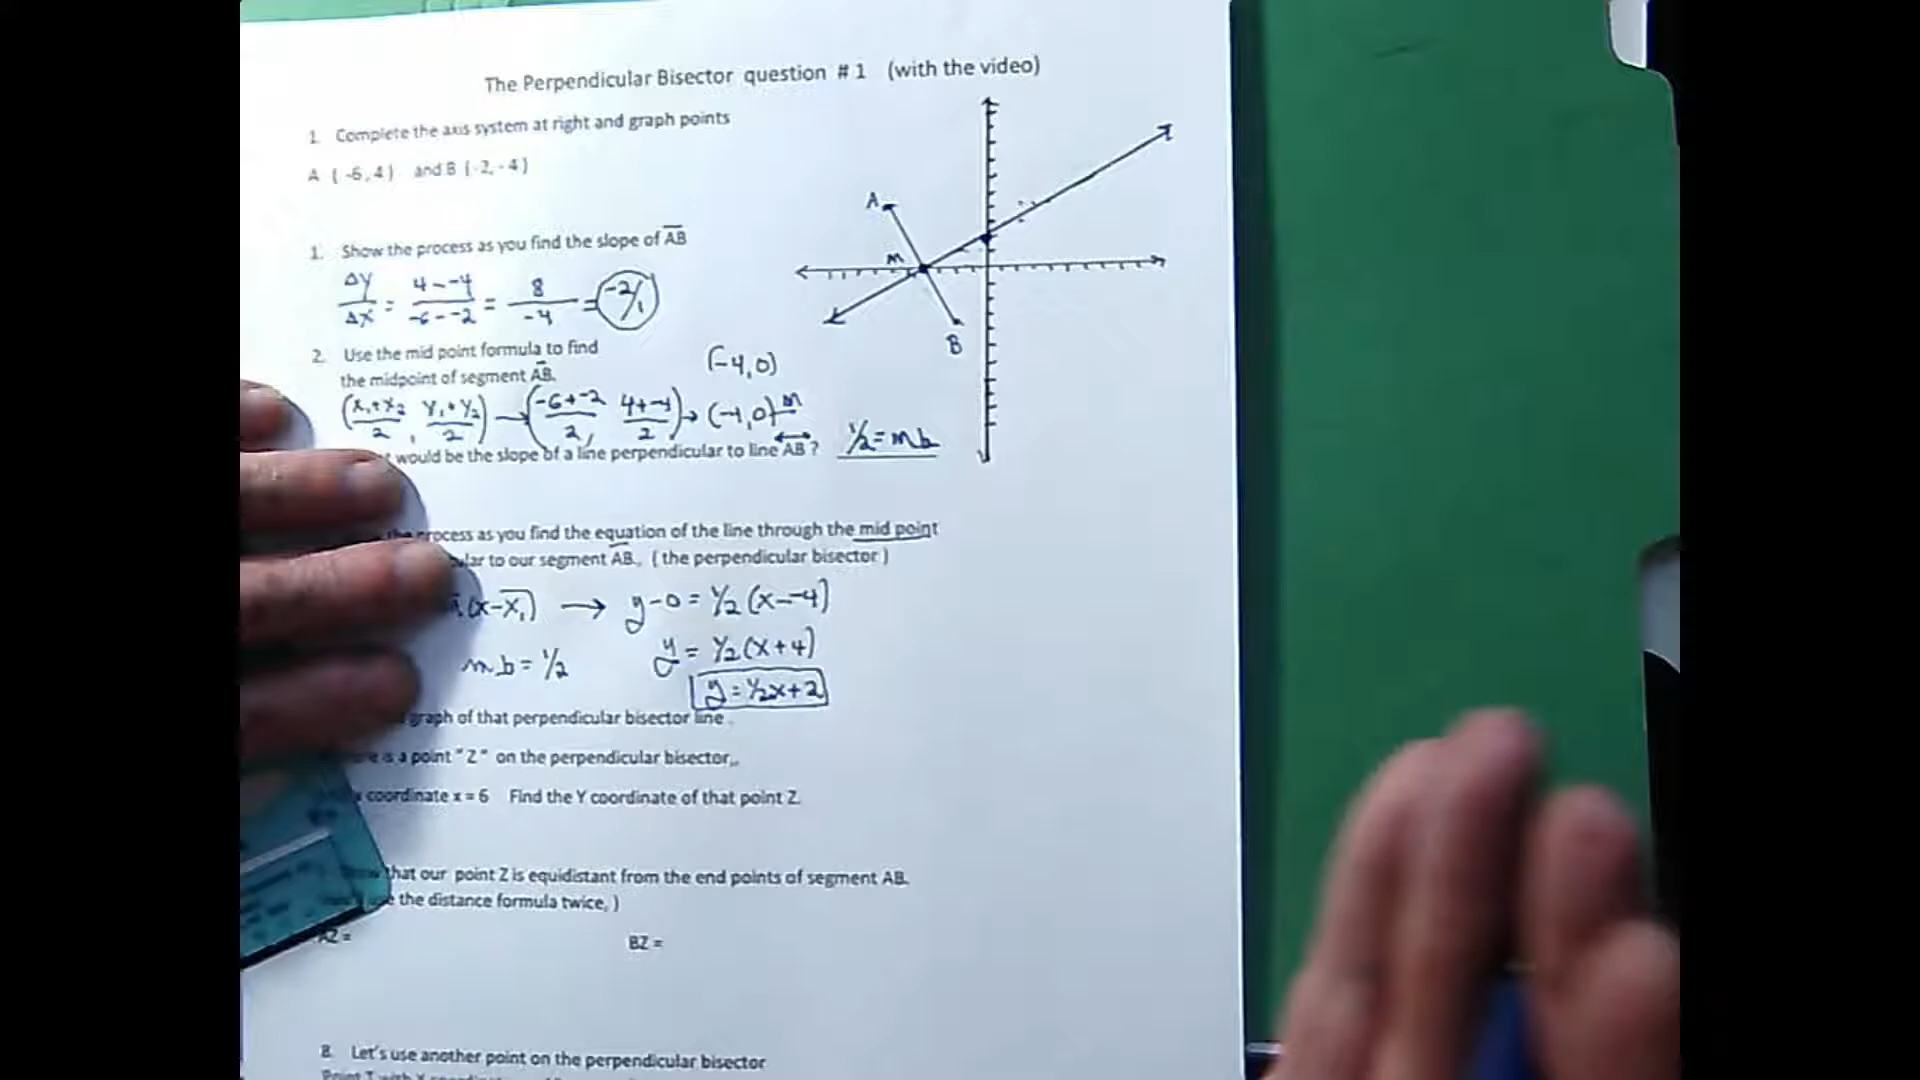 The Perpendicular Bisector question # 1 (with the video)
1. Complete the axis system at right and graph points
A ( -6, 4 ) and B ( -2, - 4 )
A
M
B
1. Show the process as you find the slope of AB
ΔY/ΔX = 4--4/-6--2 = 8/-4 = -2/1
2. Use the mid point formula to find
the midpoint of segment AB.
(-4,0)
(X₁+X₂/2, Y₁+Y₂/2) → (-6+-2/2, 4+-4/2) → (-4,0) M
would be the slope of a line perpendicular to line AB ? 1/2 = mb
process as you find the equation of the line through the mid point
to our segment AB., ( the perpendicular bisector )
(x-x₁) → y-0 = 1/2 (x--4)
mb = 1/2 y = 1/2 (x+4)
y = 1/2x+2
graph of that perpendicular bisector line .
is a point "Z" on the perpendicular bisector,.
coordinate x = 6 Find the Y coordinate of that point Z.
that our point Z is equidistant from the end points of segment AB.
the distance formula twice, )
AZ = BZ =
8. Let's use another point on the perpendicular bisector